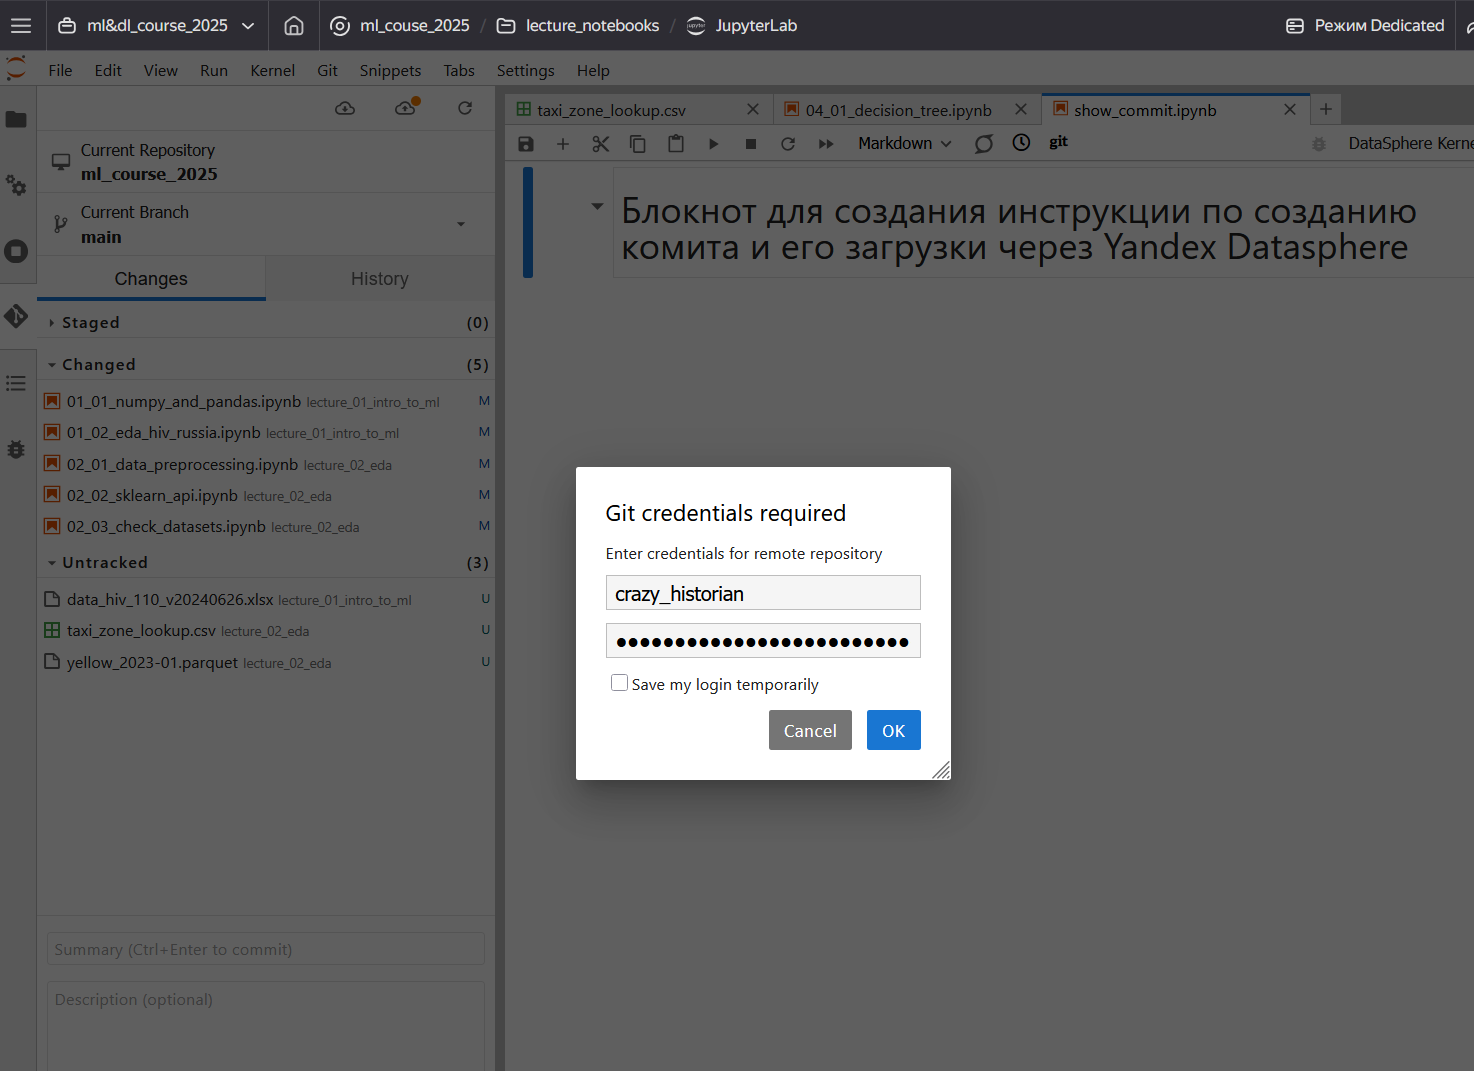 ml&dl_course_2025
ml_couse_2025 / lecture_notebooks / JupyterLab
Режим Dedicated
File Edit View Run Kernel Git Snippets Tabs Settings Help
taxi_zone_lookup.csv
04_01_decision_tree.ipynb
show_commit.ipynb
Markdown
git
DataSphere Kerne
Current Repository
ml_course_2025
Current Branch
main
Changes
History
Staged (0)
Changed (5)
01_01_numpy_and_pandas.ipynb lecture_01_intro_to_ml M
01_02_eda_hiv_russia.ipynb lecture_01_intro_to_ml M
02_01_data_preprocessing.ipynb lecture_02_eda M
02_02_sklearn_api.ipynb lecture_02_eda M
02_03_check_datasets.ipynb lecture_02_eda M
Untracked (3)
data_hiv_110_v20240626.xlsx lecture_01_intro_to_ml U
taxi_zone_lookup.csv lecture_02_eda U
yellow_2023-01.parquet lecture_02_eda U
Summary (Ctrl+Enter to commit)
Description (optional)
Блокнот для создания инструкции по созданию
комита и его загрузки через Yandex Datasphere
Git credentials required
Enter credentials for remote repository
crazy_historian
●●●●●●●●●●●●●●●●●●●●●●●●●
Save my login temporarily
Cancel
OK